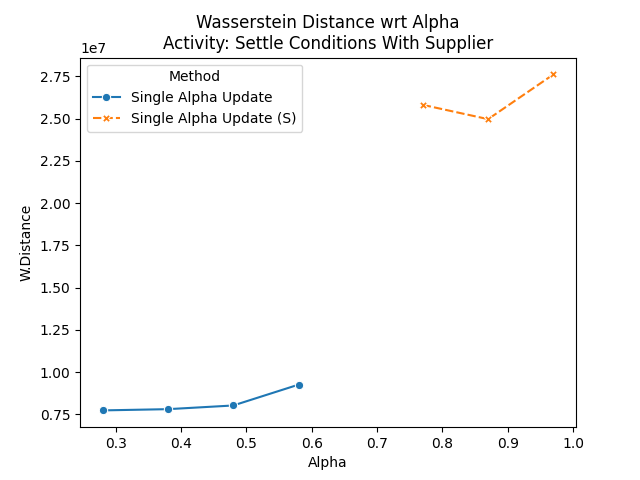 Wasserstein Distance wrt Alpha
Activity: Settle Conditions With Supplier
1e7
Method
Single Alpha Update
Single Alpha Update (S)
2.75
2.50
2.25
2.00
1.75
1.50
1.25
1.00
0.75
W.Distance
0.3 0.4 0.5 0.6 0.7 0.8 0.9 1.0
Alpha